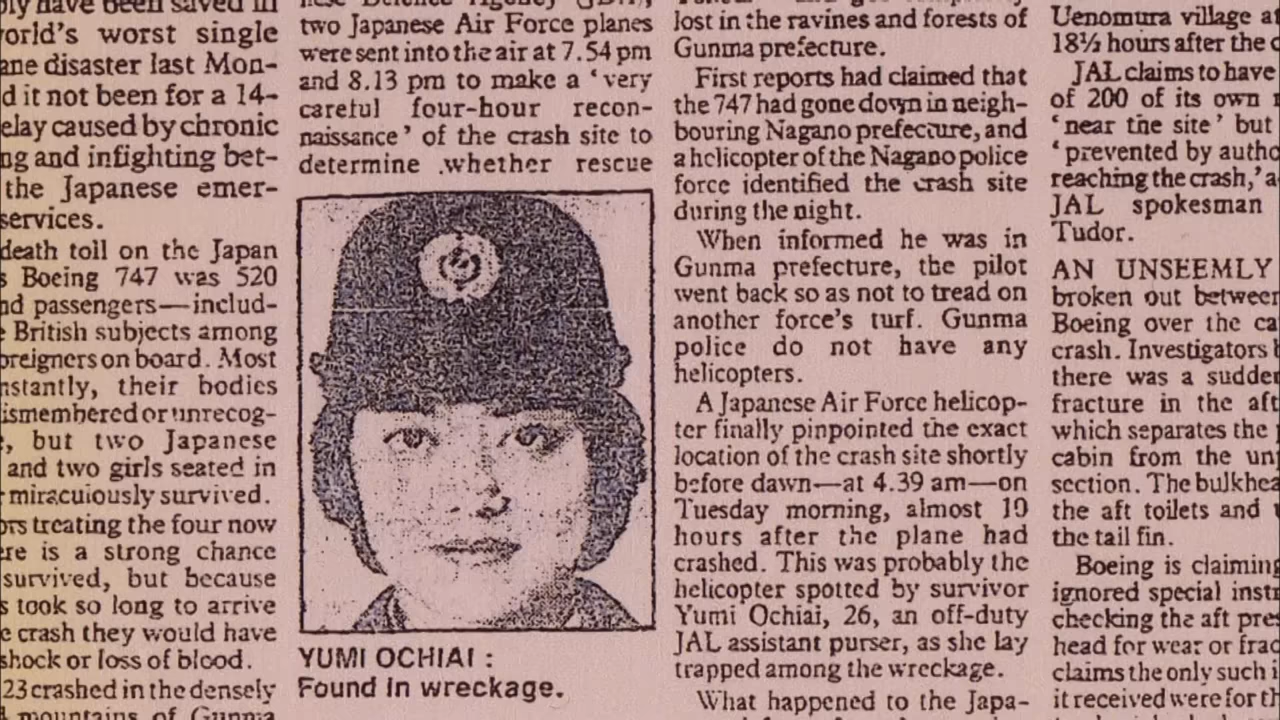 have been saved in
world's worst single
ane disaster last Mon-
d it not been for a 14-
elay caused by chronic
ng and infighting bet-
the Japanese emer-
services.
death toll on the Japan
s Boeing 747 was 520
nd passengers—includ-
e British subjects among
oreigners on board. Most
nstantly, their bodies
ismembered or unrecog-
, but two Japanese
and two girls seated in
r miraculously survived.
ors treating the four now
ere is a strong chance
survived, but because
s took so long to arrive
e crash they would have
shock or loss of blood.
23 crashed in the densely
mountains of Gunma
two Japanese Air Force planes
were sent into the air at 7.54 pm
and 8.13 pm to make a ‘very
careful four-hour recon-
naissance’ of the crash site to
determine whether rescue
YUMI OCHIAI :
Found in wreckage.
lost in the ravines and forests of
Gunma prefecture.
First reports had claimed that
the 747 had gone down in neigh-
bouring Nagano prefecture, and
a helicopter of the Nagano police
force identified the crash site
during the night.
When informed he was in
Gunma prefecture, the pilot
went back so as not to tread on
another force's turf. Gunma
police do not have any
helicopters.
A Japanese Air Force helicop-
ter finally pinpointed the exact
location of the crash site shortly
before dawn—at 4.39 am—on
Tuesday morning, almost 10
hours after the plane had
crashed. This was probably the
helicopter spotted by survivor
Yumi Ochiai, 26, an off-duty
JAL assistant purser, as she lay
trapped among the wreckage.
What happened to the Japa-
Uenomura village a
18½ hours after the c
JAL claims to have
of 200 of its own
‘near the site’ but
‘prevented by autho
reaching the crash,’ a
JAL spokesman
Tudor.
AN UNSEEMLY
broken out between
Boeing over the ca
crash. Investigators
there was a sudden
fracture in the aft
which separates the
cabin from the un
section. The bulkhea
the aft toilets and
the tail fin.
Boeing is claiming
ignored special instr
checking the aft pres
head for wear or frac
claims the only such i
it received were for th